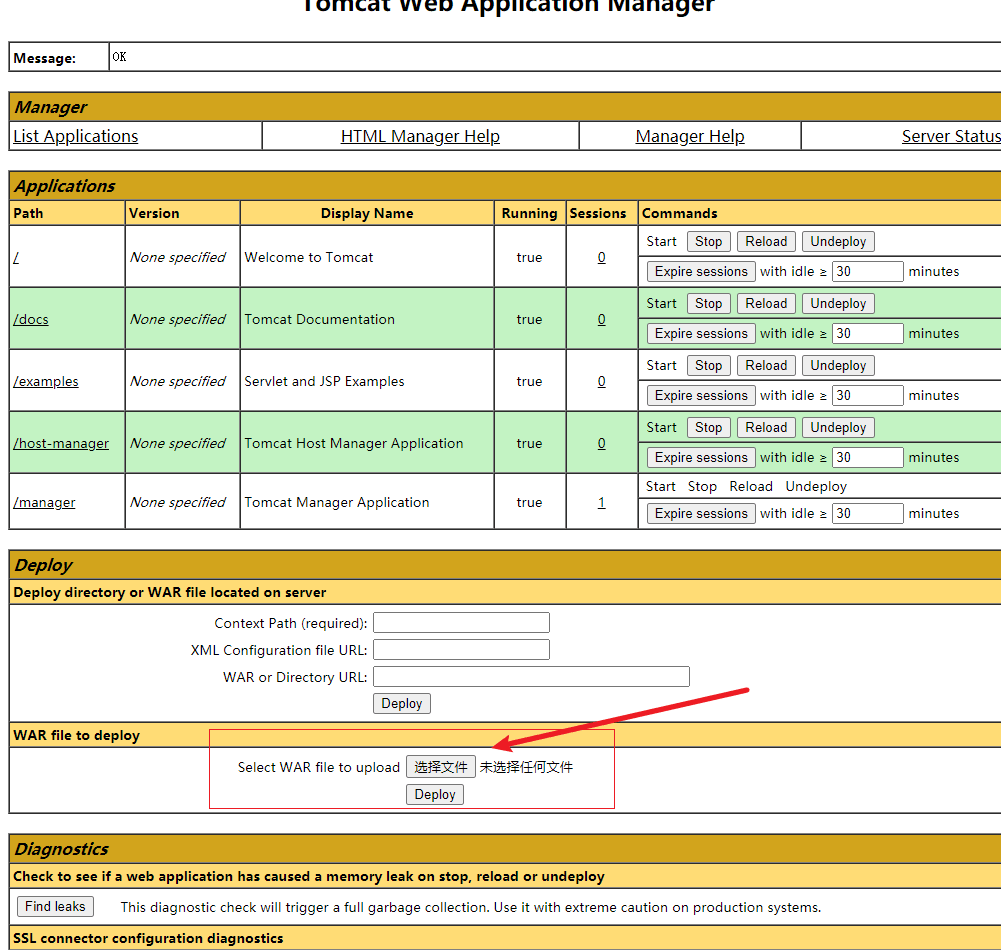 Tomcat Web Application Manager
Message: OK
Manager
List Applications HTML Manager Help Manager Help Server Status
Applications
Path Version Display Name Running Sessions Commands
/ None specified Welcome to Tomcat true 0 Start Stop Reload Undeploy
Expire sessions with idle ≥ 30 minutes
/docs None specified Tomcat Documentation true 0 Start Stop Reload Undeploy
Expire sessions with idle ≥ 30 minutes
/examples None specified Servlet and JSP Examples true 0 Start Stop Reload Undeploy
Expire sessions with idle ≥ 30 minutes
/host-manager None specified Tomcat Host Manager Application true 0 Start Stop Reload Undeploy
Expire sessions with idle ≥ 30 minutes
/manager None specified Tomcat Manager Application true 1 Start Stop Reload Undeploy
Expire sessions with idle ≥ 30 minutes
Deploy
Deploy directory or WAR file located on server
Context Path (required):
XML Configuration file URL:
WAR or Directory URL:
Deploy
WAR file to deploy
Select WAR file to upload 选择文件 未选择任何文件
Deploy
Diagnostics
Check to see if a web application has caused a memory leak on stop, reload or undeploy
Find leaks This diagnostic check will trigger a full garbage collection. Use it with extreme caution on production systems.
SSL connector configuration diagnostics